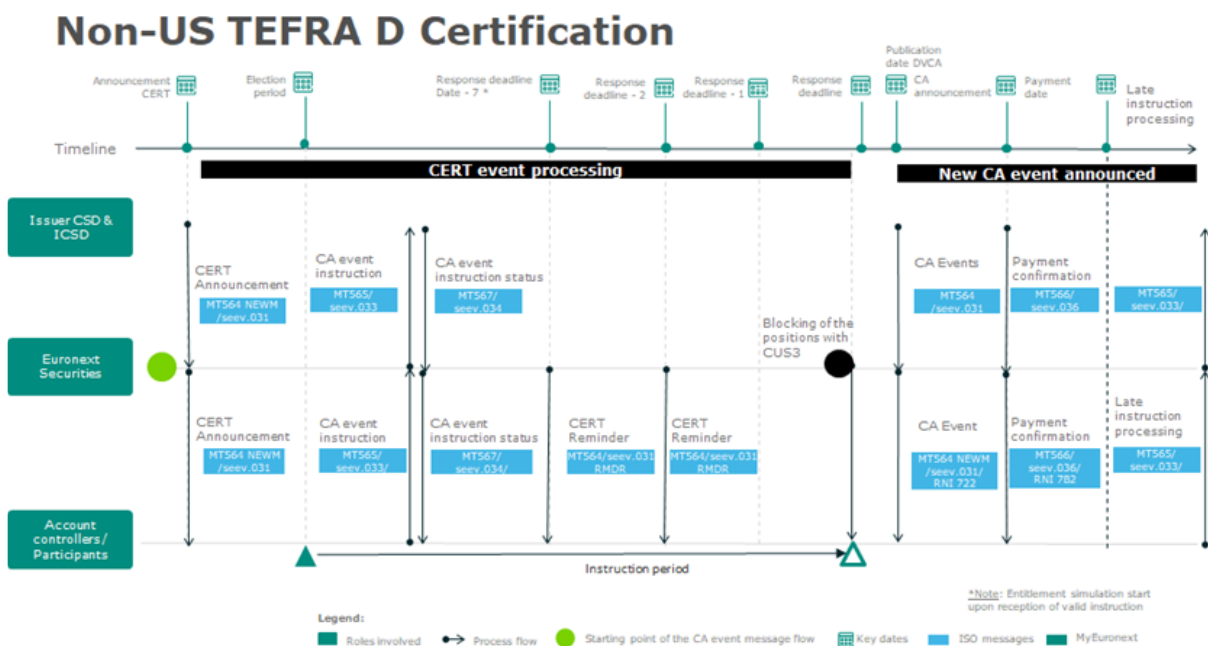 Non-US TEFRA D Certification
Announcement
CERT
Election
period
Response deadline
Date - 7 *
Response
deadline - 2
Response
deadline - 1
Response
deadline
Publication
date DVCA
CA
announcement
Payment
date
Late
instruction
processing
Timeline
CERT event processing
New CA event announced
Issuer CSD &
ICSD
CERT
Announcement
MT564 NEWM
/seev.031
CA event
instruction
MT565/
seev.033
CA event
instruction status
MT567/
seev.034
Blocking of the
positions with
CUS3
CA Events
MT564
/seev.031
Payment
confirmation
MT566/
seev.036
MT565/
seev.033/
Euronext
Securities
CERT
Announcement
MT564 NEWM
/seev.031
CA event
instruction
MT565/
seev.033/
CA event
instruction status
MT567/
seev.034/
CERT
Reminder
MT564/seev.031
RMDR
CERT
Reminder
MT564/seev.031
RMDR
CA Event
MT564 NEWM
/seev.031/
RNI 722
Payment
confirmation
MT566/
seev.036/
RNI 782
Late
instruction
processing
MT565/
seev.033/
Account
controllers/
Participants
Instruction period
*Note: Entitlement simulation start
upon reception of valid instruction
Legend:
Roles involved
Process flow
Starting point of the CA event message flow
Key dates
ISO messages
MyEuronext